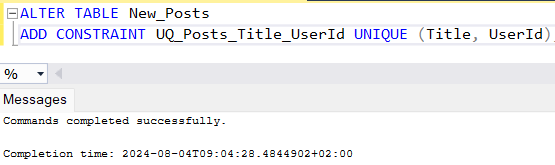 ALTER TABLE New_Posts
ADD CONSTRAINT UQ_Posts_Title_UserId UNIQUE (Title, UserId)
%
Messages
Commands completed successfully.
Completion time: 2024-08-04T09:04:28.4844902+02:00